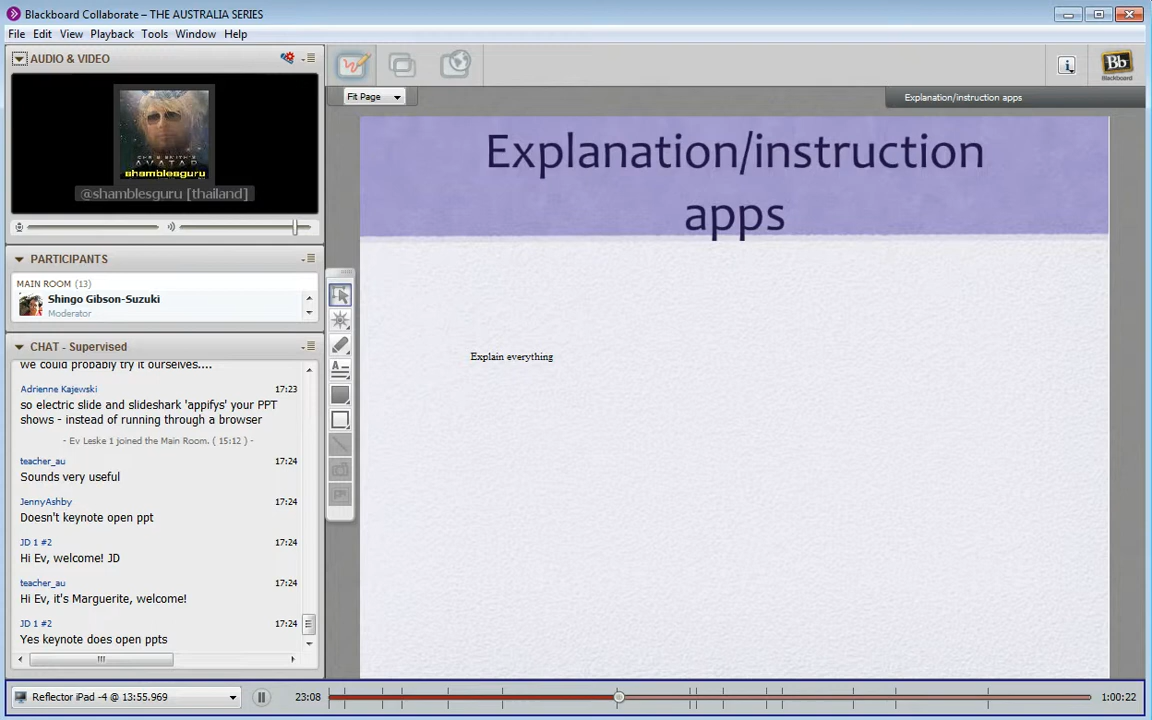 Blackboard Collaborate – THE AUSTRALIA SERIES
File Edit View Playback Tools Window Help
AUDIO & VIDEO
CHRIS SMITH'S
AVATAR
shamblesguru
@shamblesguru [thailand]
PARTICIPANTS
MAIN ROOM (13)
Shingo Gibson-Suzuki
Moderator
CHAT - Supervised
we could probably try it ourselves....
Adrienne Kajewski 17:23
so electric slide and slideshark 'appifys' your PPT
shows - instead of running through a browser
- Ev Leske 1 joined the Main Room. ( 15:12 ) -
teacher_au 17:24
Sounds very useful
JennyAshby 17:24
Doesn't keynote open ppt
JD 1 #2 17:24
Hi Ev, welcome! JD
teacher_au 17:24
Hi Ev, it's Marguerite, welcome!
JD 1 #2 17:24
Yes keynote does open ppts
Fit Page
Explanation/instruction apps
Bb
Blackboard
Explanation/instruction
apps
Explain everything
Reflector iPad -4 @ 13:55.969
23:08
1:00:22